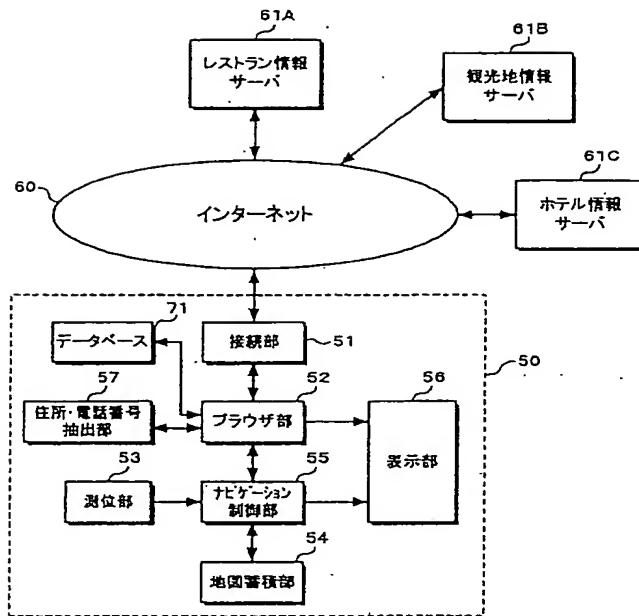 61A
レストラン情報
サーバ
61B
観光地情報
サーバ
61C
ホテル情報
サーバ
60
インターネット
71
データベース
接続部
51
50
57
住所・電話番号
抽出部
52
ブラウザ部
56
表示部
53
測位部
55
ナビゲーション
制御部
54
地図蓄積部